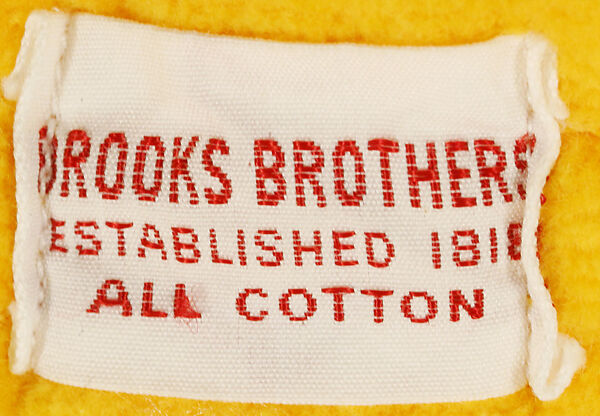 BROOKS BROTHERS
ESTABLISHED 1818
ALL COTTON